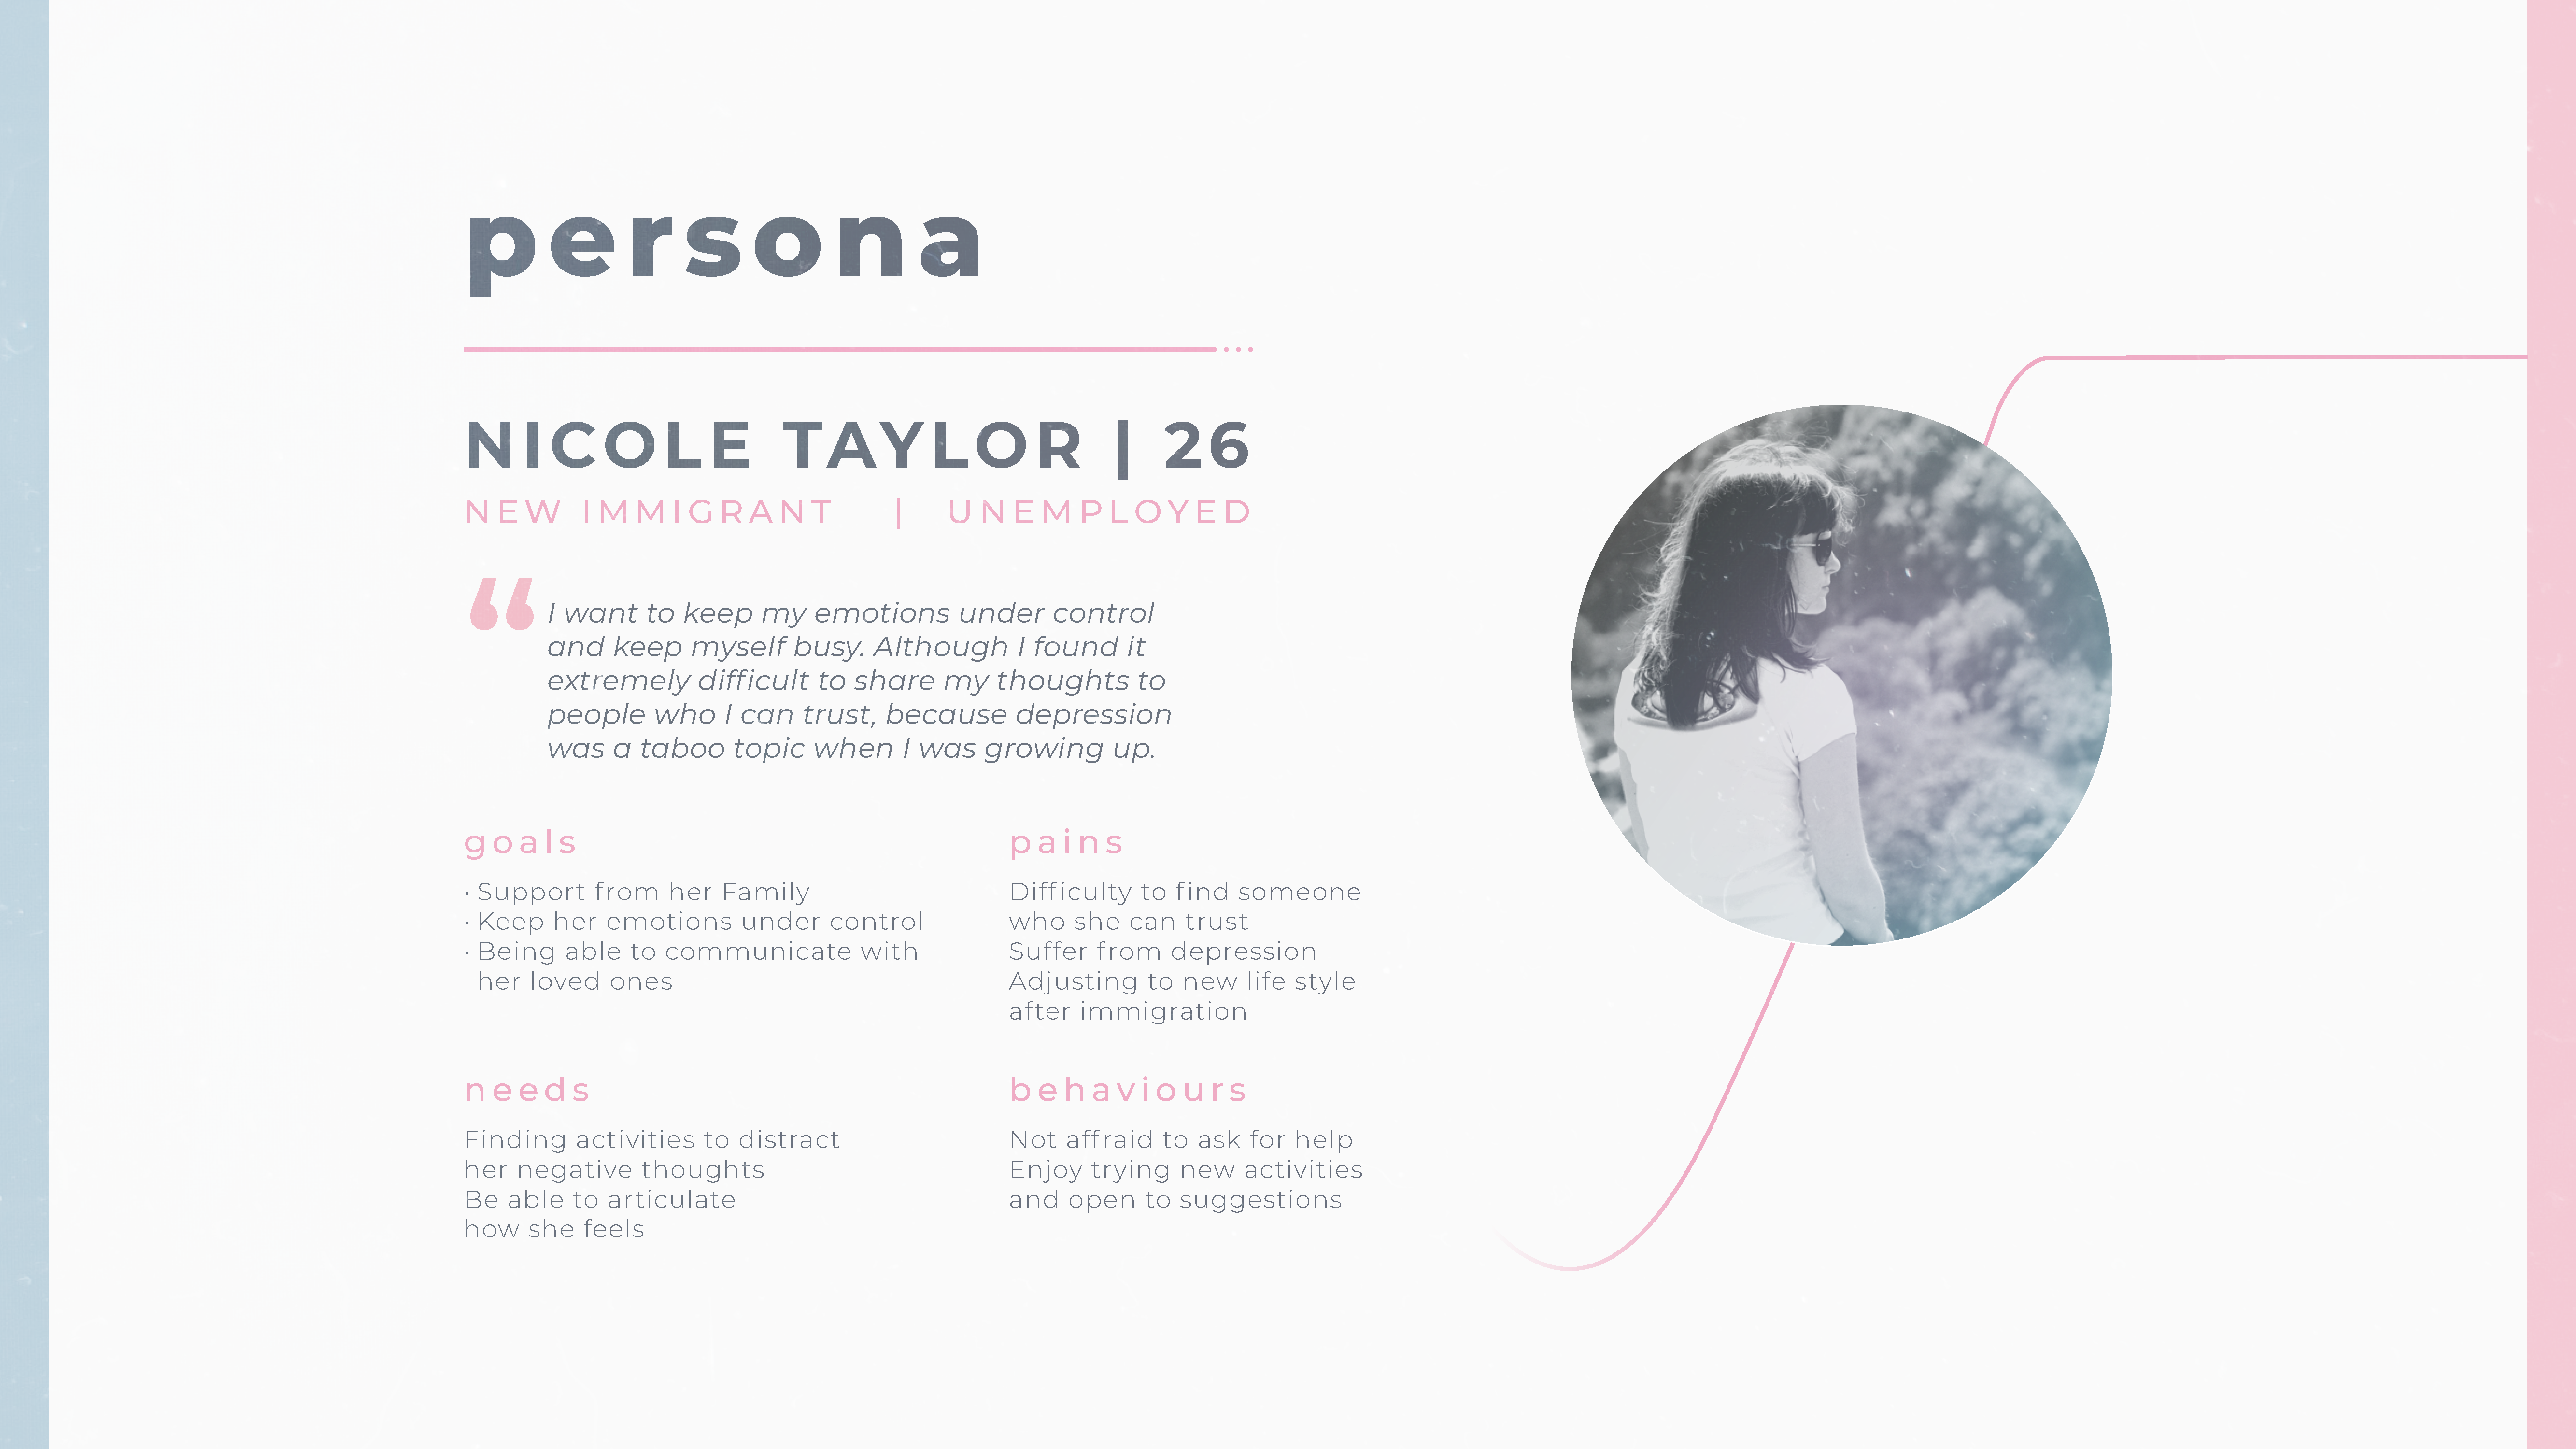 persona
NICOLE TAYLOR | 26
NEW IMMIGRANT | UNEMPLOYED
“ I want to keep my emotions under control
and keep myself busy. Although I found it
extremely difficult to share my thoughts to
people who I can trust, because depression
was a taboo topic when I was growing up.
goals
· Support from her Family
· Keep her emotions under control
· Being able to communicate with
her loved ones
pains
Difficulty to find someone
who she can trust
Suffer from depression
Adjusting to new life style
after immigration
needs
Finding activities to distract
her negative thoughts
Be able to articulate
how she feels
behaviours
Not affraid to ask for help
Enjoy trying new activities
and open to suggestions